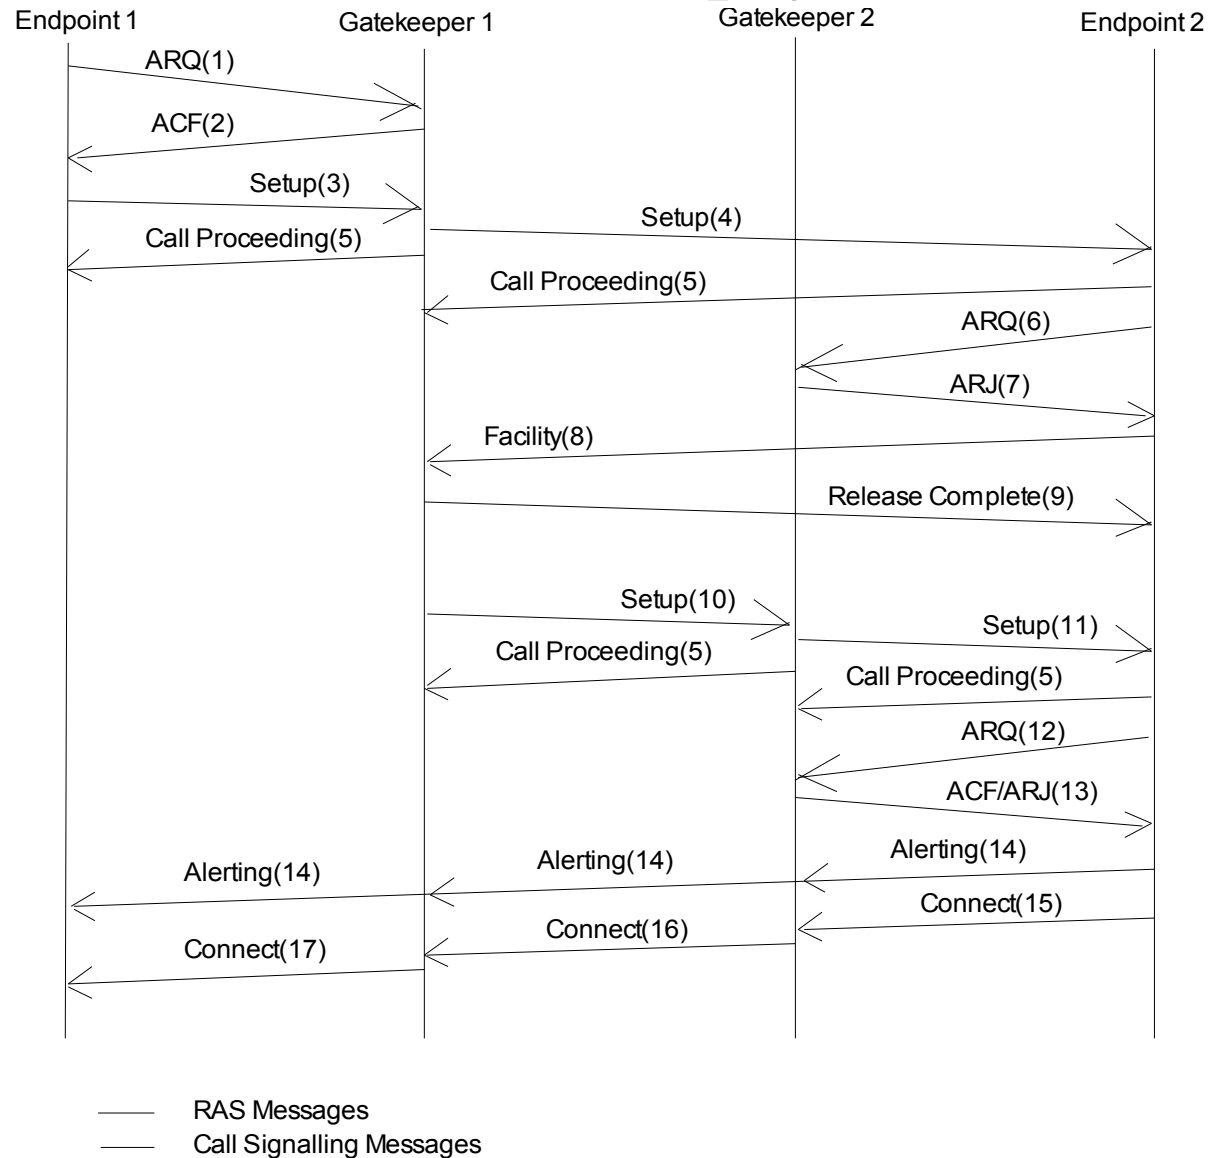 Endpoint 1
Gatekeeper 1
Gatekeeper 2
Endpoint 2
ARQ(1)
ACF(2)
Setup(3)
Setup(4)
Call Proceeding(5)
Call Proceeding(5)
ARQ(6)
ARJ(7)
Facility(8)
Release Complete(9)
Setup(10)
Setup(11)
Call Proceeding(5)
Call Proceeding(5)
ARQ(12)
ACF/ARJ(13)
Alerting(14)
Alerting(14)
Alerting(14)
Connect(15)
Connect(16)
Connect(17)
RAS Messages
Call Signalling Messages